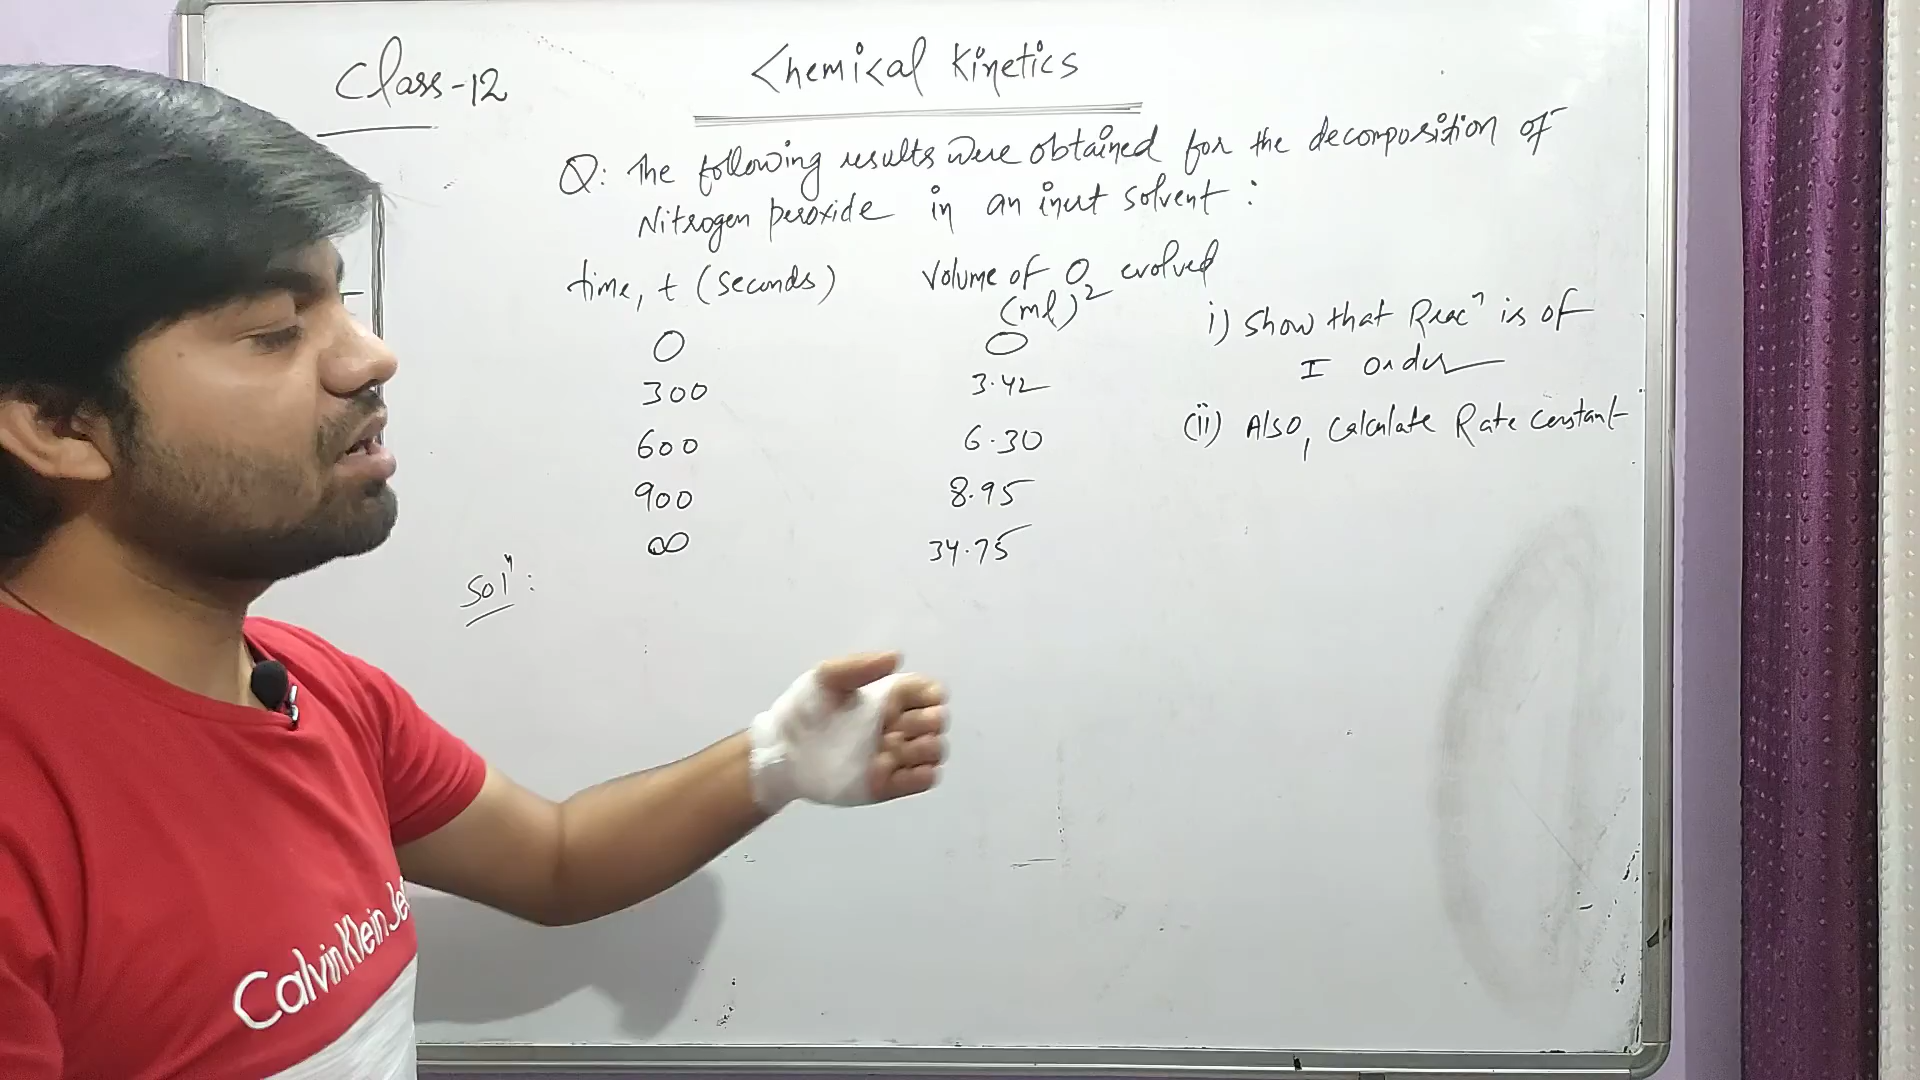 Class-12
Chemical Kinetics
Q: The following results were obtained for the decomposition of
Nitrogen peroxide in an inert solvent :
time, t (seconds)
Volume of O2 evolved
(ml)
0 0
300 3.42
600 6.30
900 8.95
∞ 34.75
i) Show that Reacⁿ is of
I order
(ii) Also, Calculate Rate Constant
Solⁿ:
Calvin Klein Je